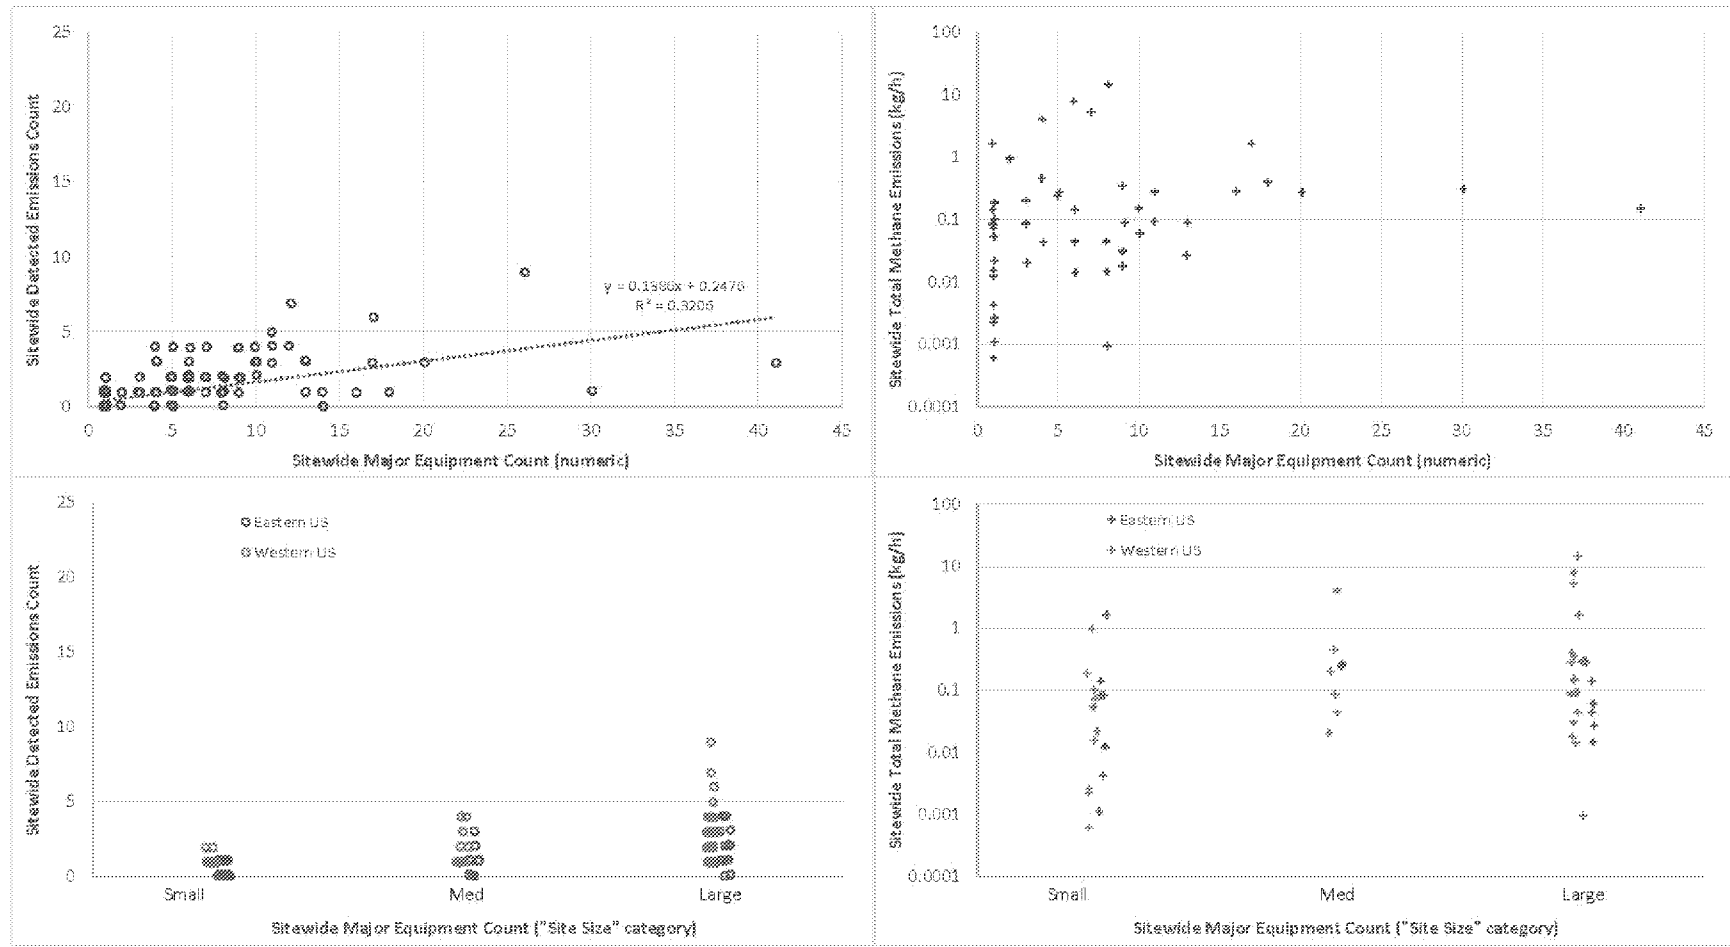 25
20
15
10
5
0
0 5 10 15 20 25 30 35 40 45
Sitewide Detected Emissions Count
R² = 0.3206
Sitewide Major Equipment Count (numeric)
100
10
1
0.1
0.01
0.001
0.0001
0 5 10 15 20 25 30 35 40 45
Sitewide Total Methane Emissions (kg/h)
Sitewide Major Equipment Count (numeric)
25
20
15
10
5
0
Sitewide Detected Emissions Count
Eastern US
Western US
Small Med Large
Sitewide Major Equipment Count ("Site Size" category)
100
10
1
0.1
0.01
0.001
0.0001
Sitewide Total Methane Emissions (kg/h)
Eastern US
Western US
Small Med Large
Sitewide Major Equipment Count ("Site Size" category)